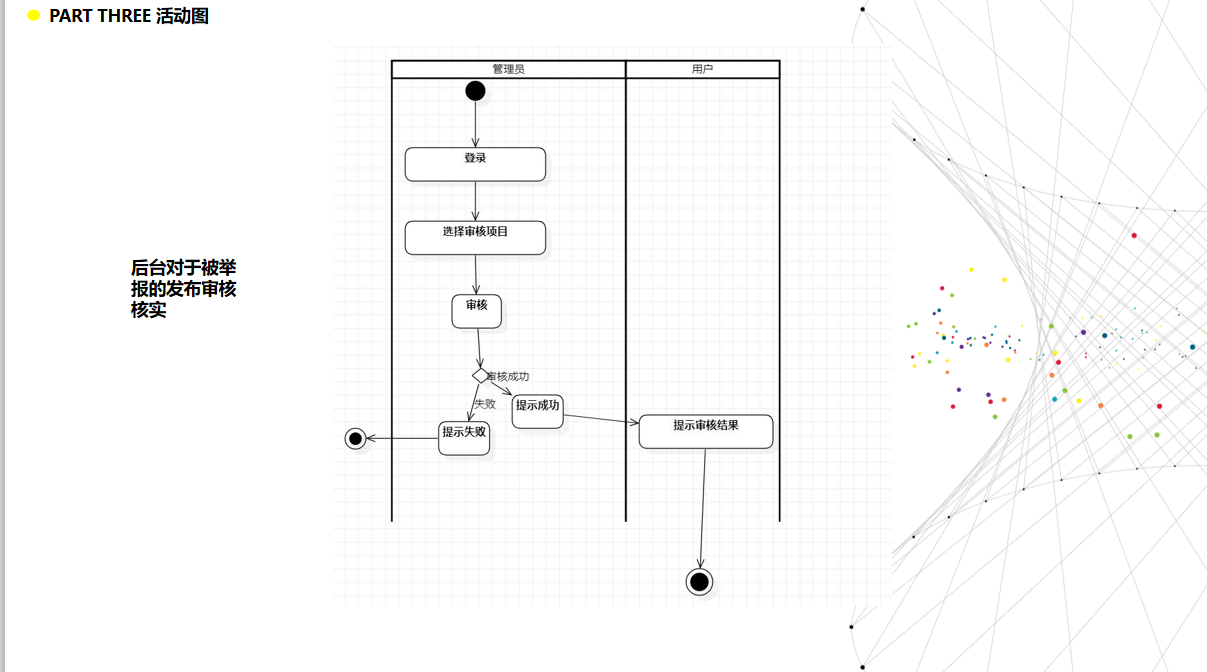 PART THREE 活动图
管理员
用户
登录
选择审核项目
后台对于被举
报的发布审核
核实
审核
审核成功
失败
提示成功
提示失败
提示审核结果